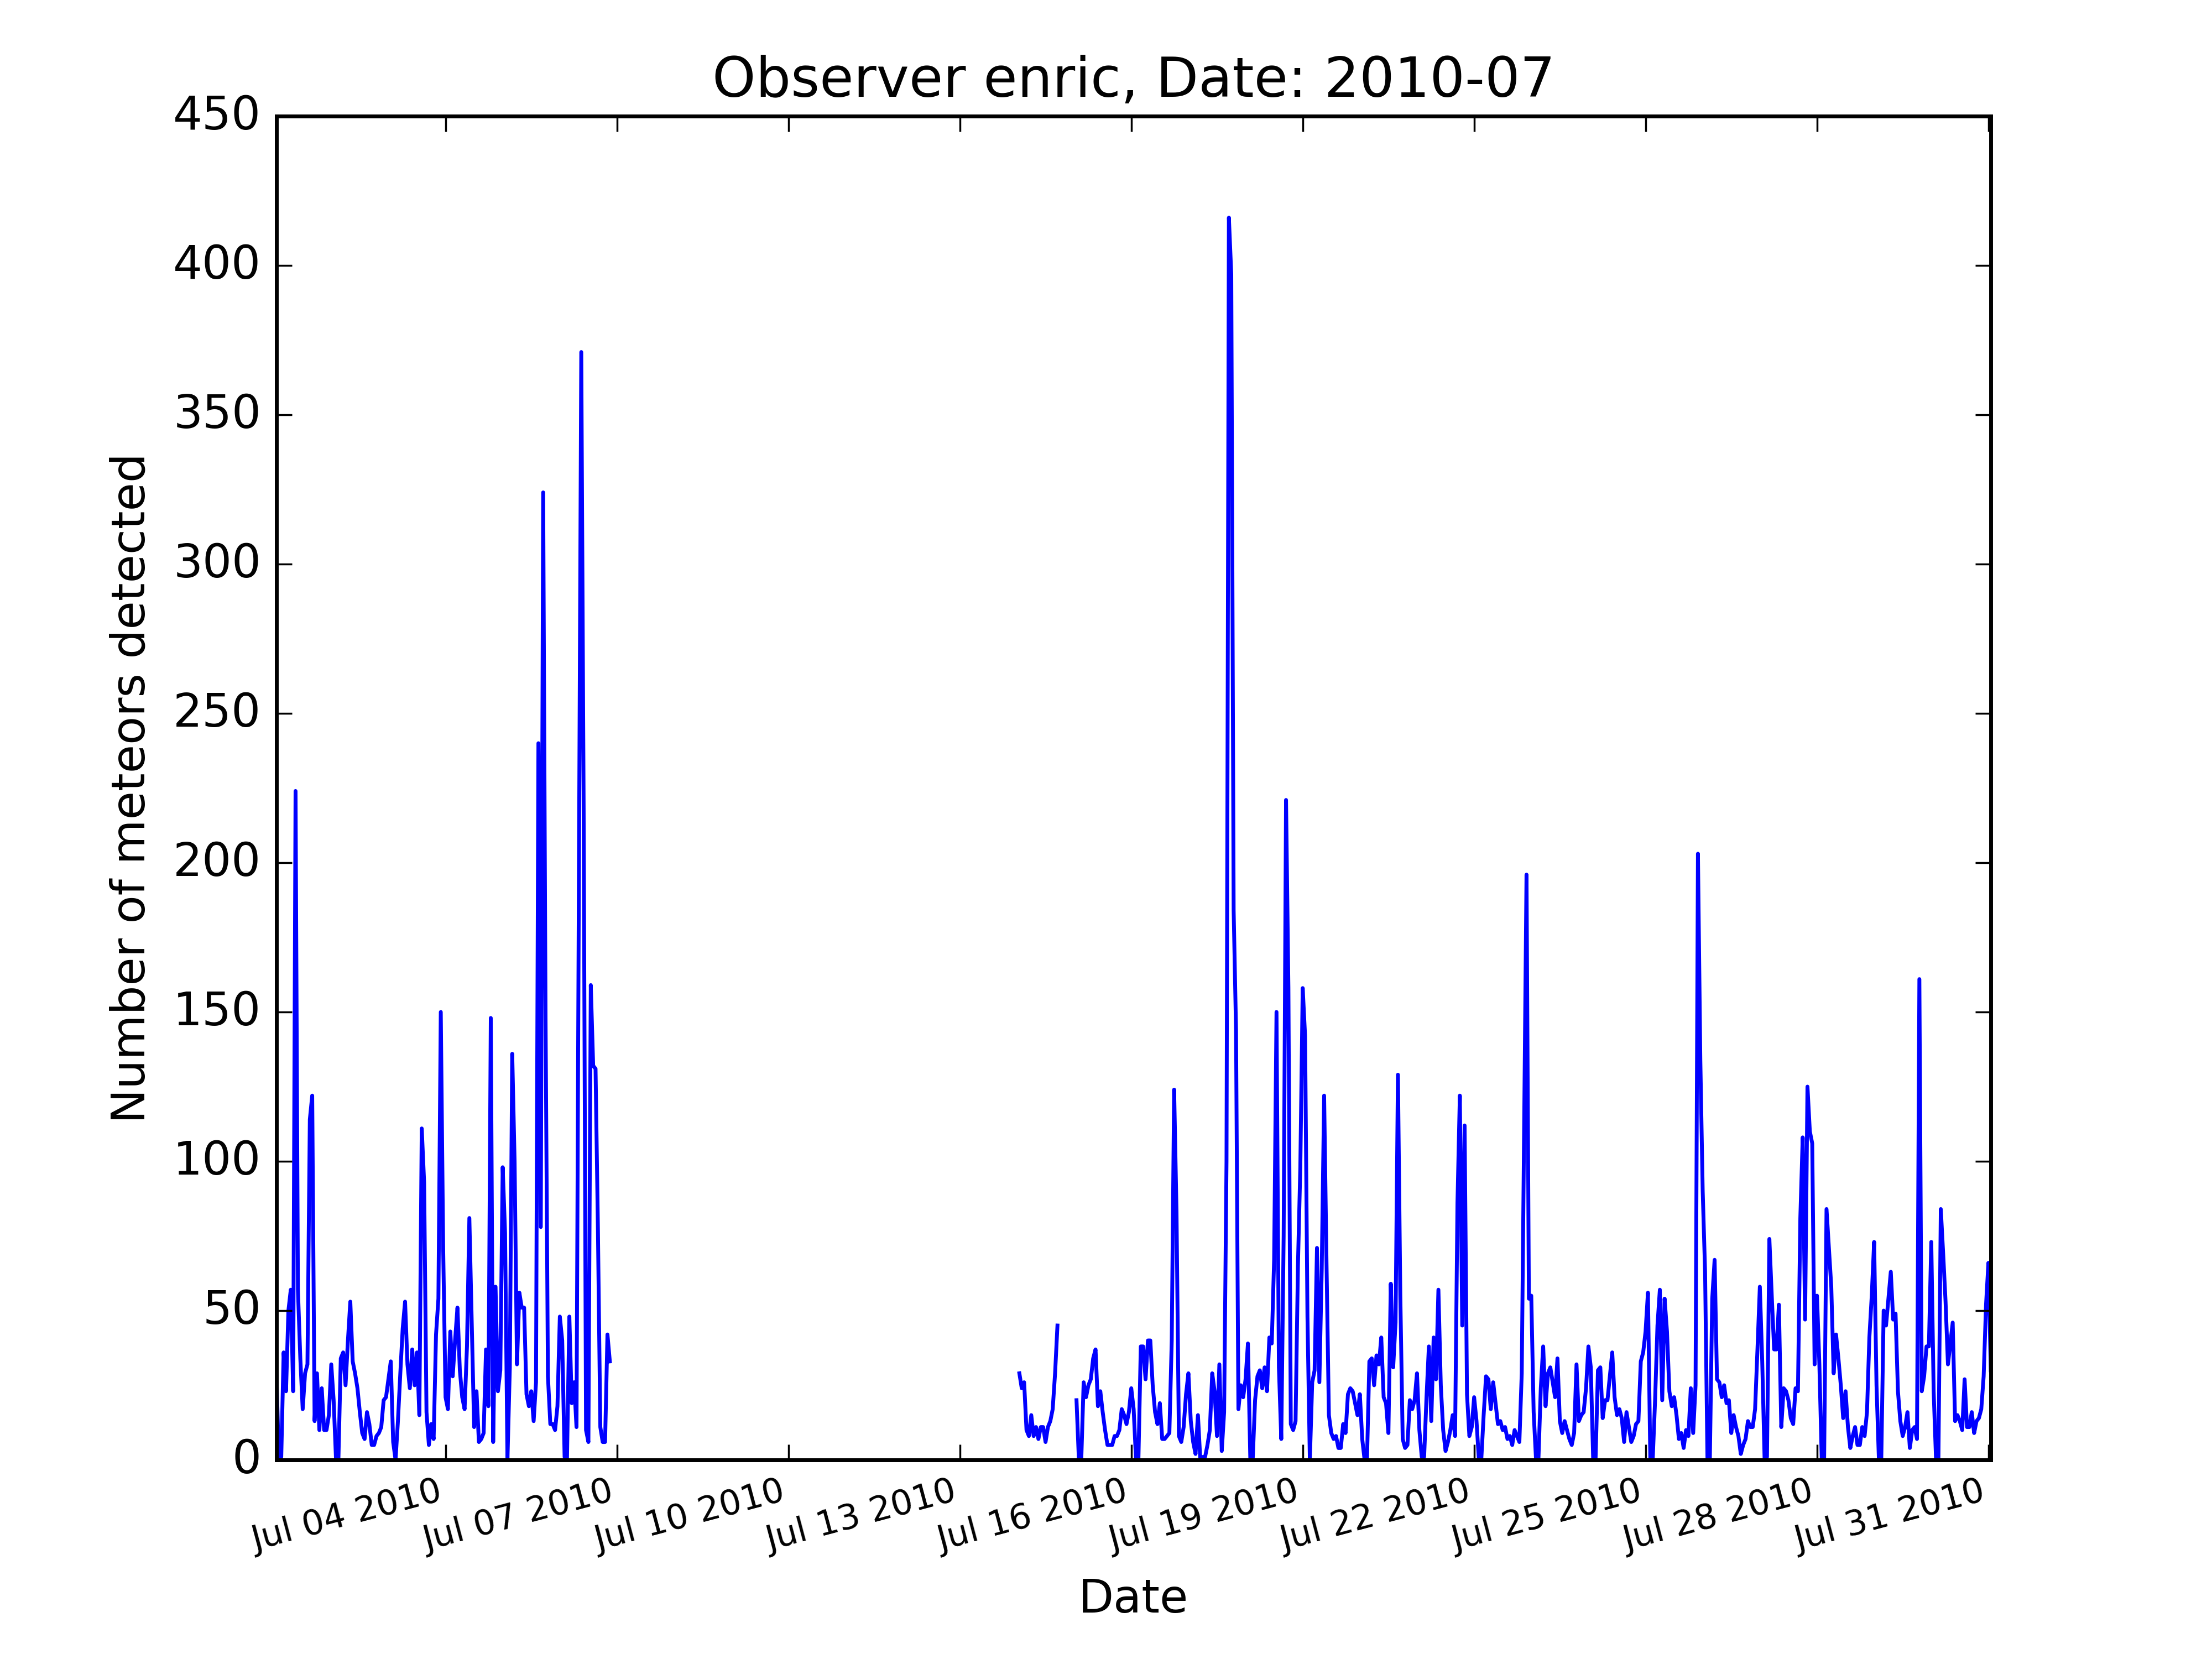 Observer enric, Date: 2010-07
450
400
350
300
250
200
150
100
50
0
Number of meteors detected
Jul 04 2010
Jul 07 2010
Jul 10 2010
Jul 13 2010
Jul 16 2010
Jul 19 2010
Jul 22 2010
Jul 25 2010
Jul 28 2010
Jul 31 2010
Date